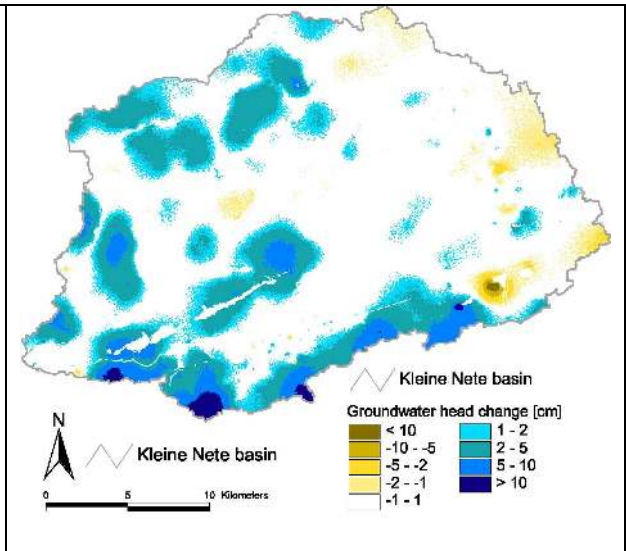 Kleine Nete basin
Groundwater head change [cm]
< 10
-10 - -5
-5 - -2
-2 - -1
-1 - 1
1 - 2
2 - 5
5 - 10
> 10
N
Kleine Nete basin
0 5 10 Kilometers